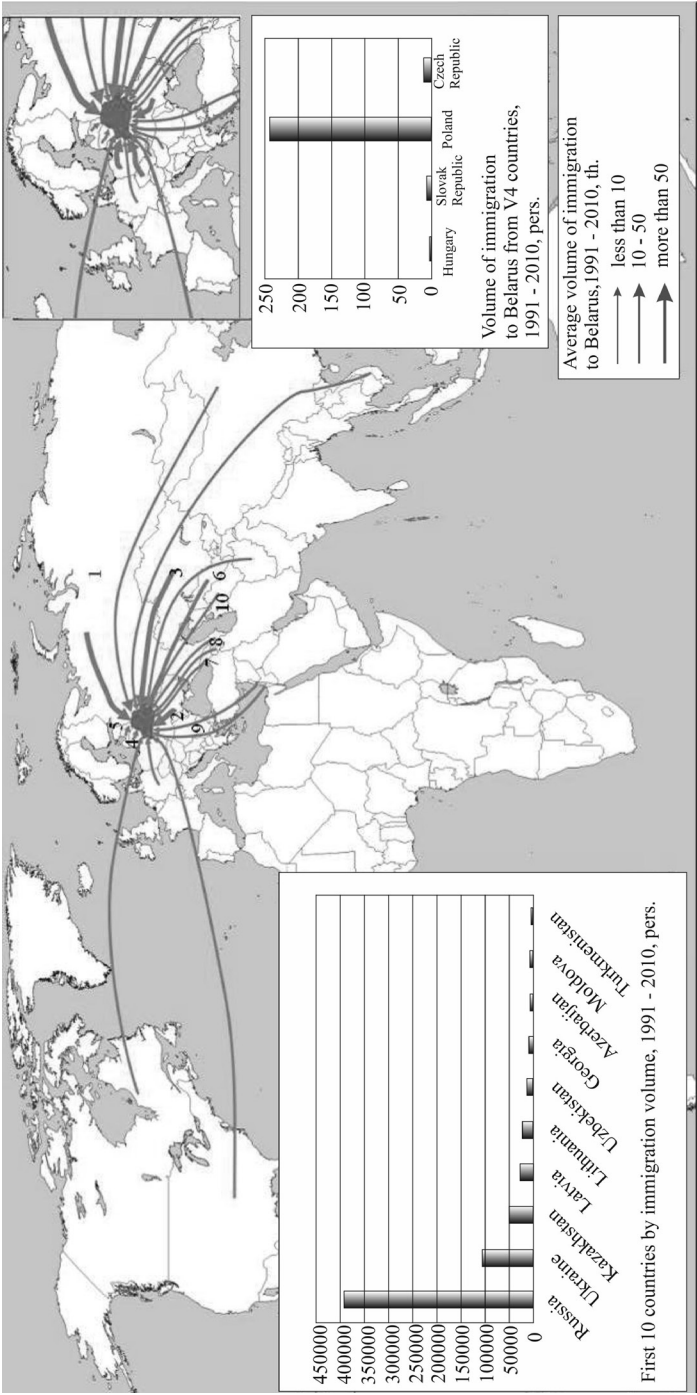 1
2
3
4
5
6
7
8
9
10
450000
400000
350000
300000
250000
200000
150000
100000
50000
0
Russia
Ukraine
Kazakhstan
Latvia
Lithuania
Uzbekistan
Georgia
Azerbaijan
Moldova
Turkmenistan
First 10 countries by immigration volume, 1991 - 2010, pers.
250
200
150
100
50
0
Hungary
Slovak
Republic
Poland
Czech
Republic
Volume of immigration
to Belarus from V4 countries,
1991 - 2010, pers.
Average volume of immigration
to Belarus,1991 - 2010, th.
less than 10
10 - 50
more than 50